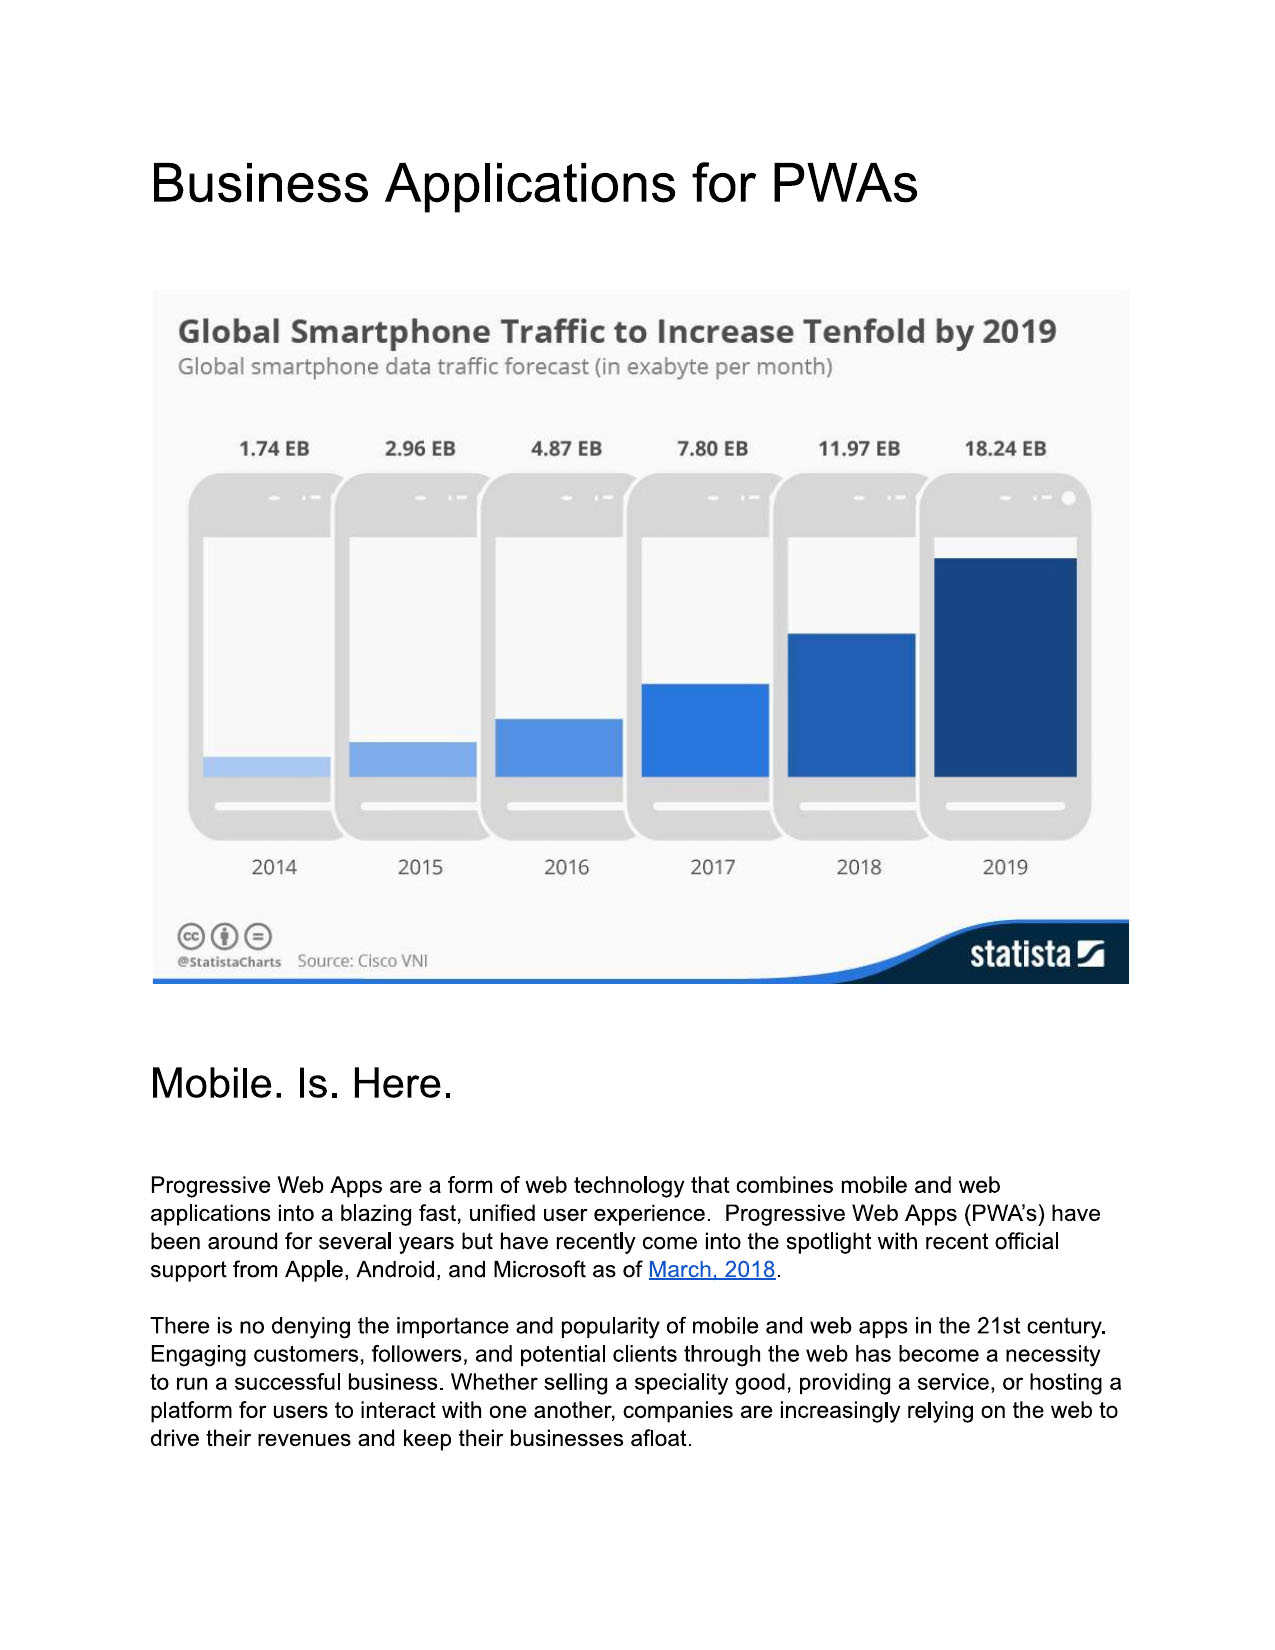 Business Applications for PWAs
Global Smartphone Traffic to Increase Tenfold by 2019
Global smartphone data traffic forecast (in exabyte per month)
1.74 EB 2.96 EB 4.87 EB 7.80 EB 11.97 EB 18.24 EB
2014 2015 2016 2017 2018 2019
cc
@StatistaCharts Source: Cisco VNI
statista
Mobile. Is. Here.
Progressive Web Apps are a form of web technology that combines mobile and web
applications into a blazing fast, unified user experience.  Progressive Web Apps (PWA's) have
been around for several years but have recently come into the spotlight with recent official
support from Apple, Android, and Microsoft as of March, 2018.
There is no denying the importance and popularity of mobile and web apps in the 21st century.
Engaging customers, followers, and potential clients through the web has become a necessity
to run a successful business. Whether selling a speciality good, providing a service, or hosting a
platform for users to interact with one another, companies are increasingly relying on the web to
drive their revenues and keep their businesses afloat.